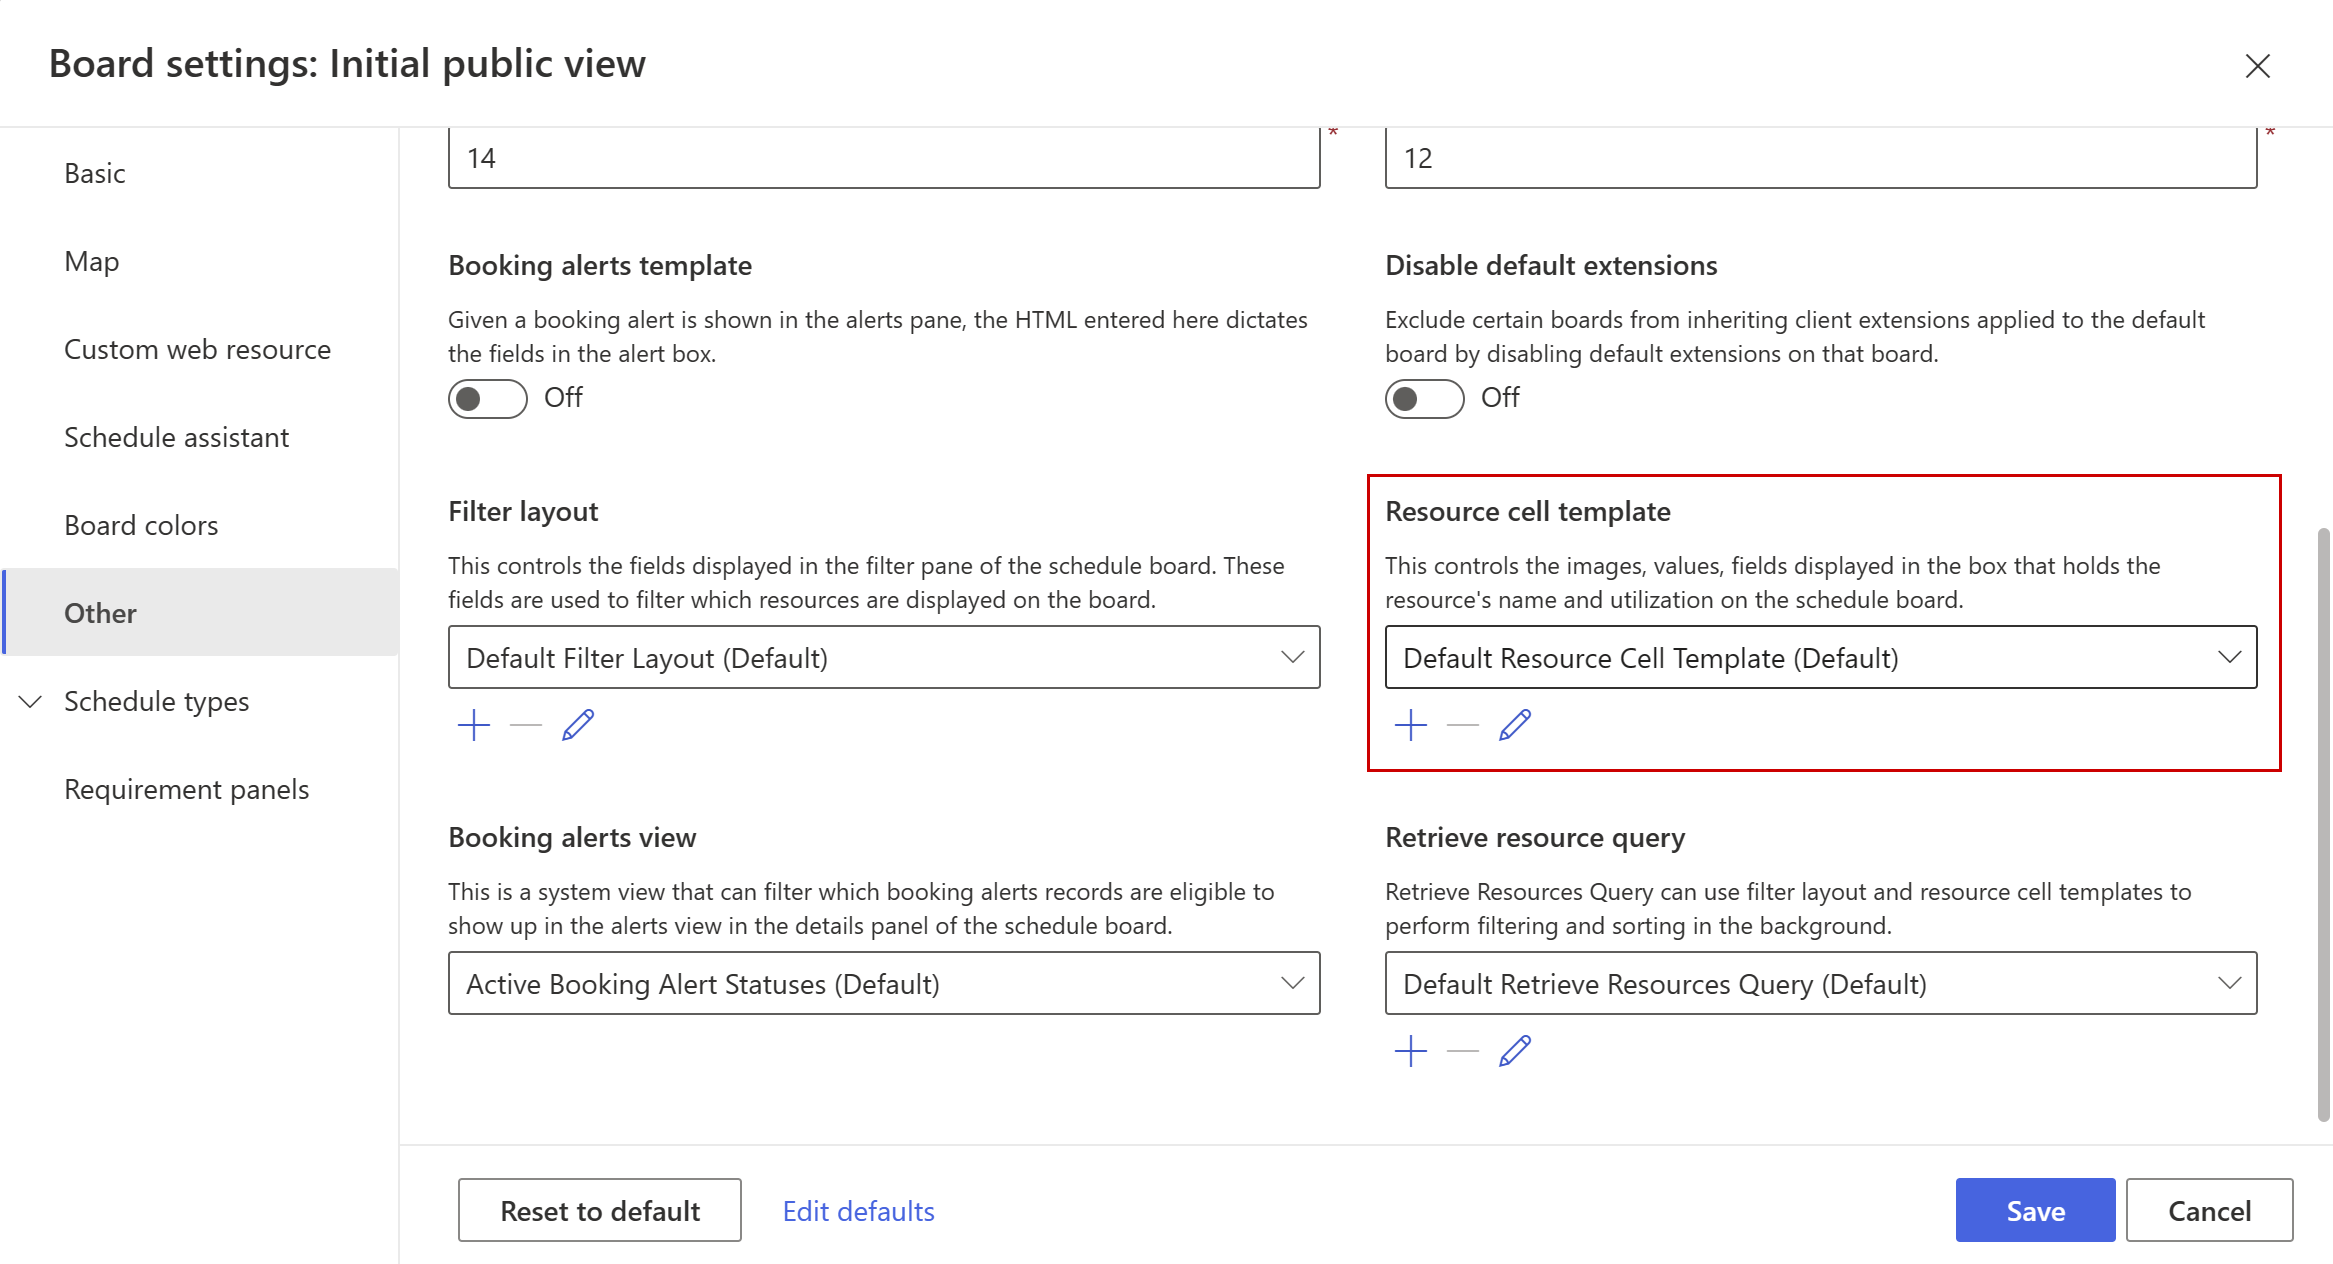 Board settings: Initial public view
Basic
Map
Custom web resource
Schedule assistant
Board colors
Other
Schedule types
Requirement panels
14
*
12
*
Booking alerts template
Given a booking alert is shown in the alerts pane, the HTML entered here dictates
the fields in the alert box.
Off
Disable default extensions
Exclude certain boards from inheriting client extensions applied to the default
board by disabling default extensions on that board.
Off
Filter layout
This controls the fields displayed in the filter pane of the schedule board. These
fields are used to filter which resources are displayed on the board.
Default Filter Layout (Default)
Resource cell template
This controls the images, values, fields displayed in the box that holds the
resource's name and utilization on the schedule board.
Default Resource Cell Template (Default)
Booking alerts view
This is a system view that can filter which booking alerts records are eligible to
show up in the alerts view in the details panel of the schedule board.
Active Booking Alert Statuses (Default)
Retrieve resource query
Retrieve Resources Query can use filter layout and resource cell templates to
perform filtering and sorting in the background.
Default Retrieve Resources Query (Default)
Reset to default
Edit defaults
Save
Cancel